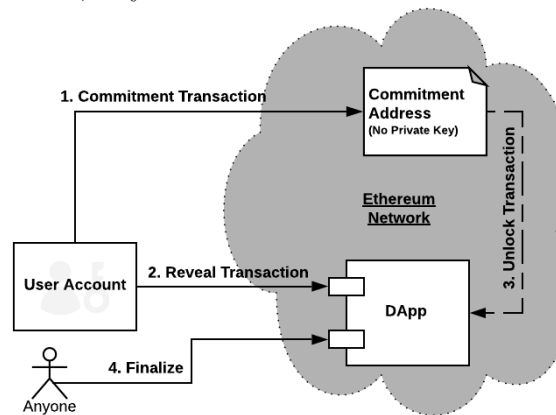 1. Commitment Transaction
Commitment
Address
(No Private Key)
3. Unlock Transaction
Ethereum
Network
User Account
2. Reveal Transaction
DApp
4. Finalize
Anyone